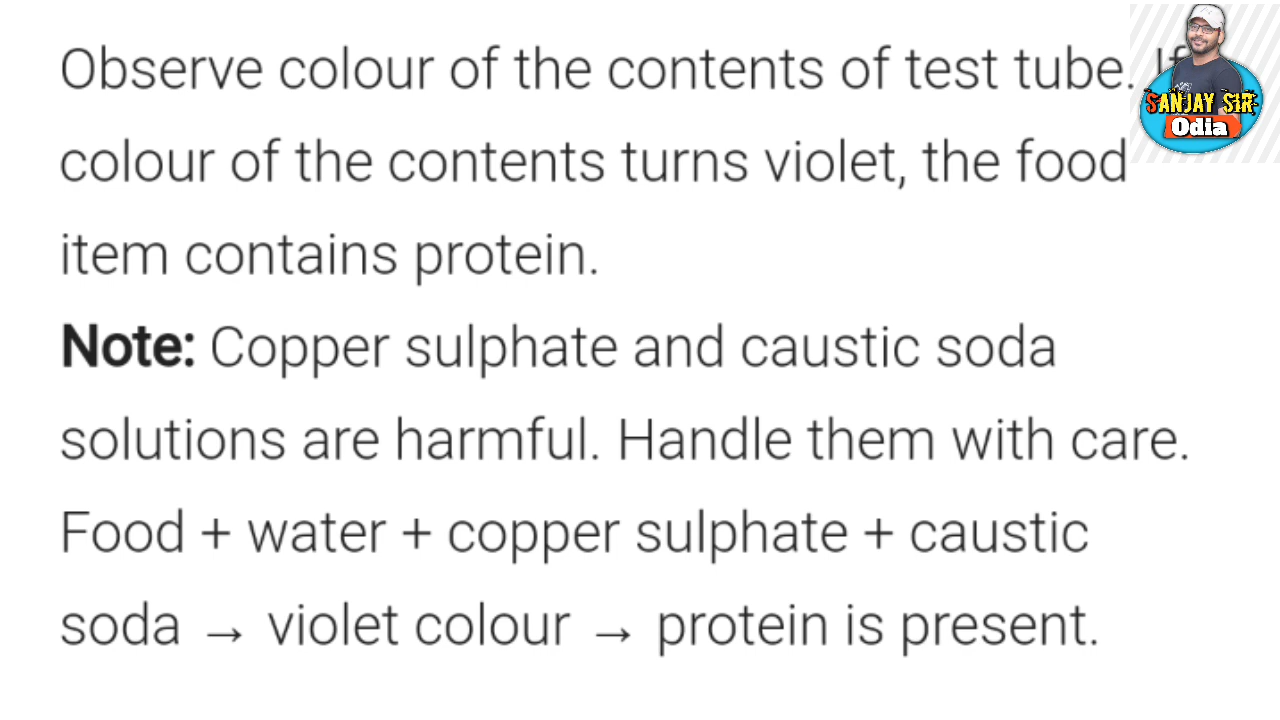 Observe colour of the contents of test tube. If
colour of the contents turns violet, the food
item contains protein.
Note: Copper sulphate and caustic soda
solutions are harmful. Handle them with care.
Food + water + copper sulphate + caustic
soda → violet colour → protein is present.
SANJAY SIR
Odia